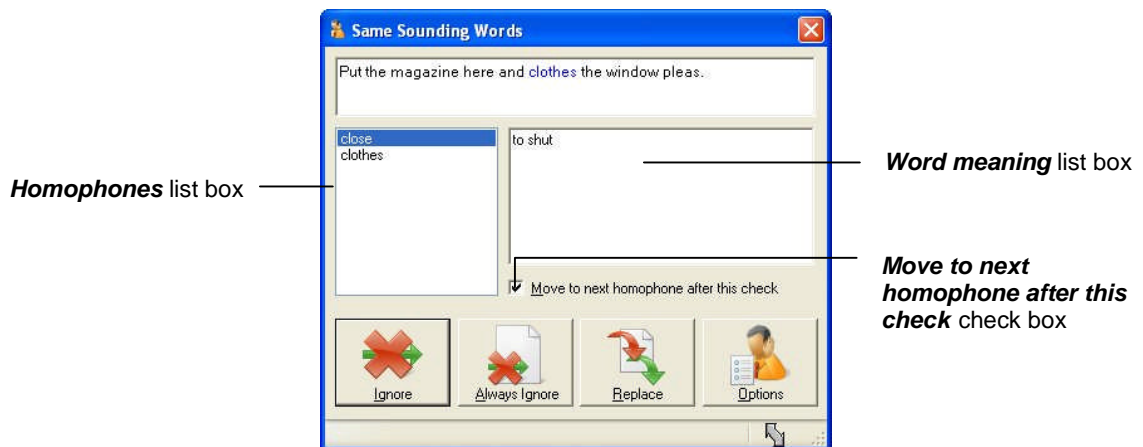 Same Sounding Words
Put the magazine here and clothes the window pleas.
close
clothes
to shut
Word meaning list box
Homophones list box
Move to next homophone after this check
Move to next
homophone after this
check check box
Ignore
Always Ignore
Replace
Options